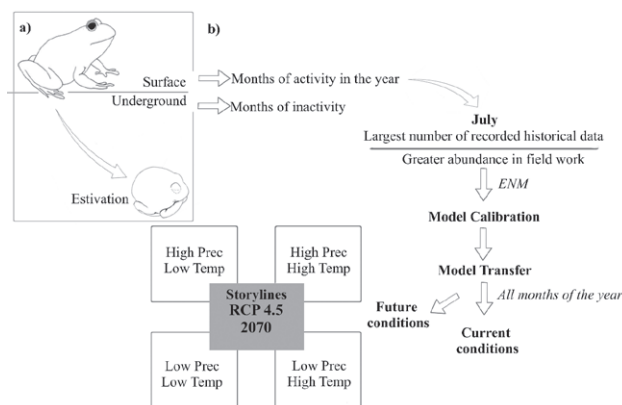 a)
b)
Surface
Months of activity in the year
Underground
Months of inactivity
Estivation
July
Largest number of recorded historical data
Greater abundance in field work
ENM
Model Calibration
Model Transfer
All months of the year
Future
conditions
Current
conditions
High Prec
Low Temp
High Prec
High Temp
Storylines
RCP 4.5
2070
Low Prec
Low Temp
Low Prec
High Temp